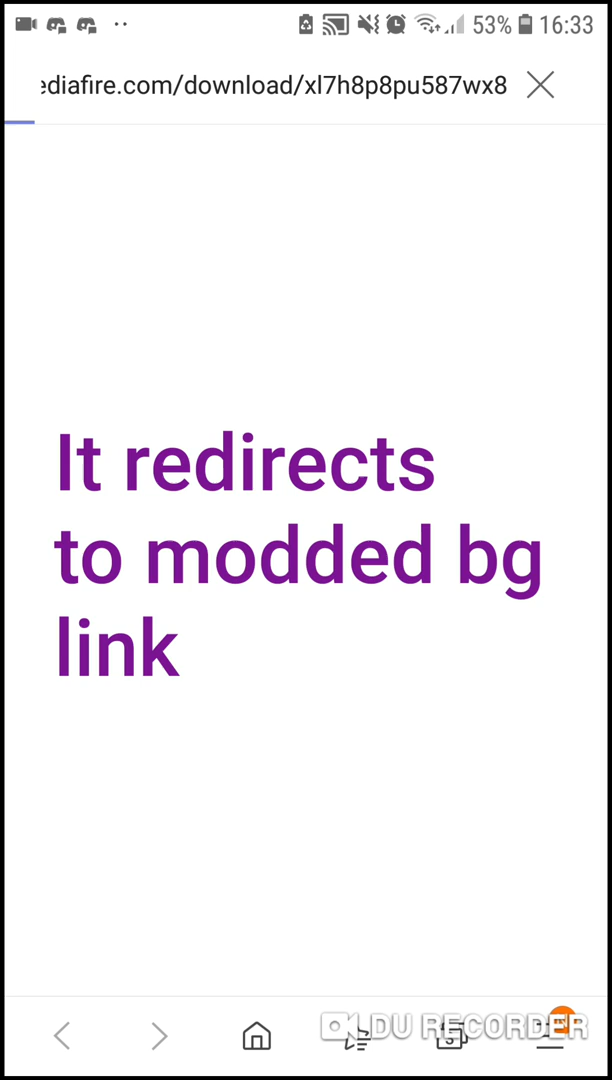 53% 16:33
ediafire.com/download/xl7h8p8pu587wx8
It redirects
to modded bg
link
DU RECORDER